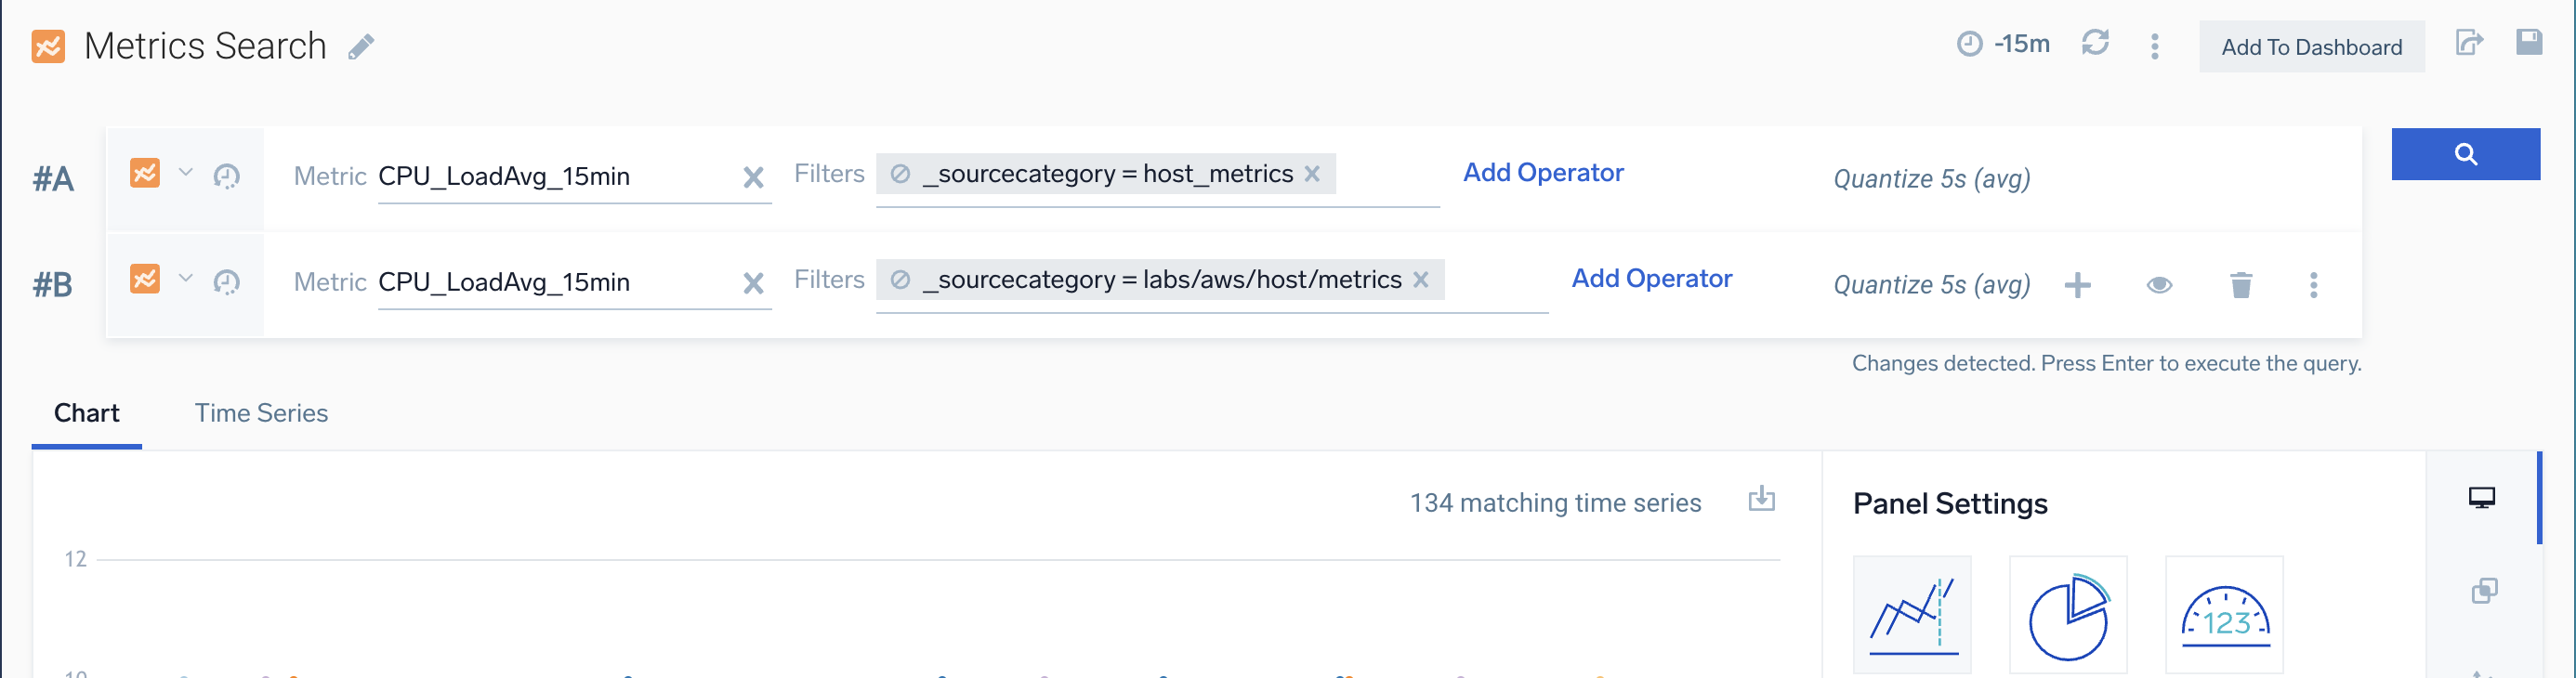 Metrics Search
-15m
Add To Dashboard
#A
Metric CPU_LoadAvg_15min
Filters _sourcecategory = host_metrics
Add Operator
Quantize 5s (avg)
#B
Metric CPU_LoadAvg_15min
Filters _sourcecategory = labs/aws/host/metrics
Add Operator
Quantize 5s (avg)
Changes detected. Press Enter to execute the query.
Chart
Time Series
134 matching time series
Panel Settings
12
123